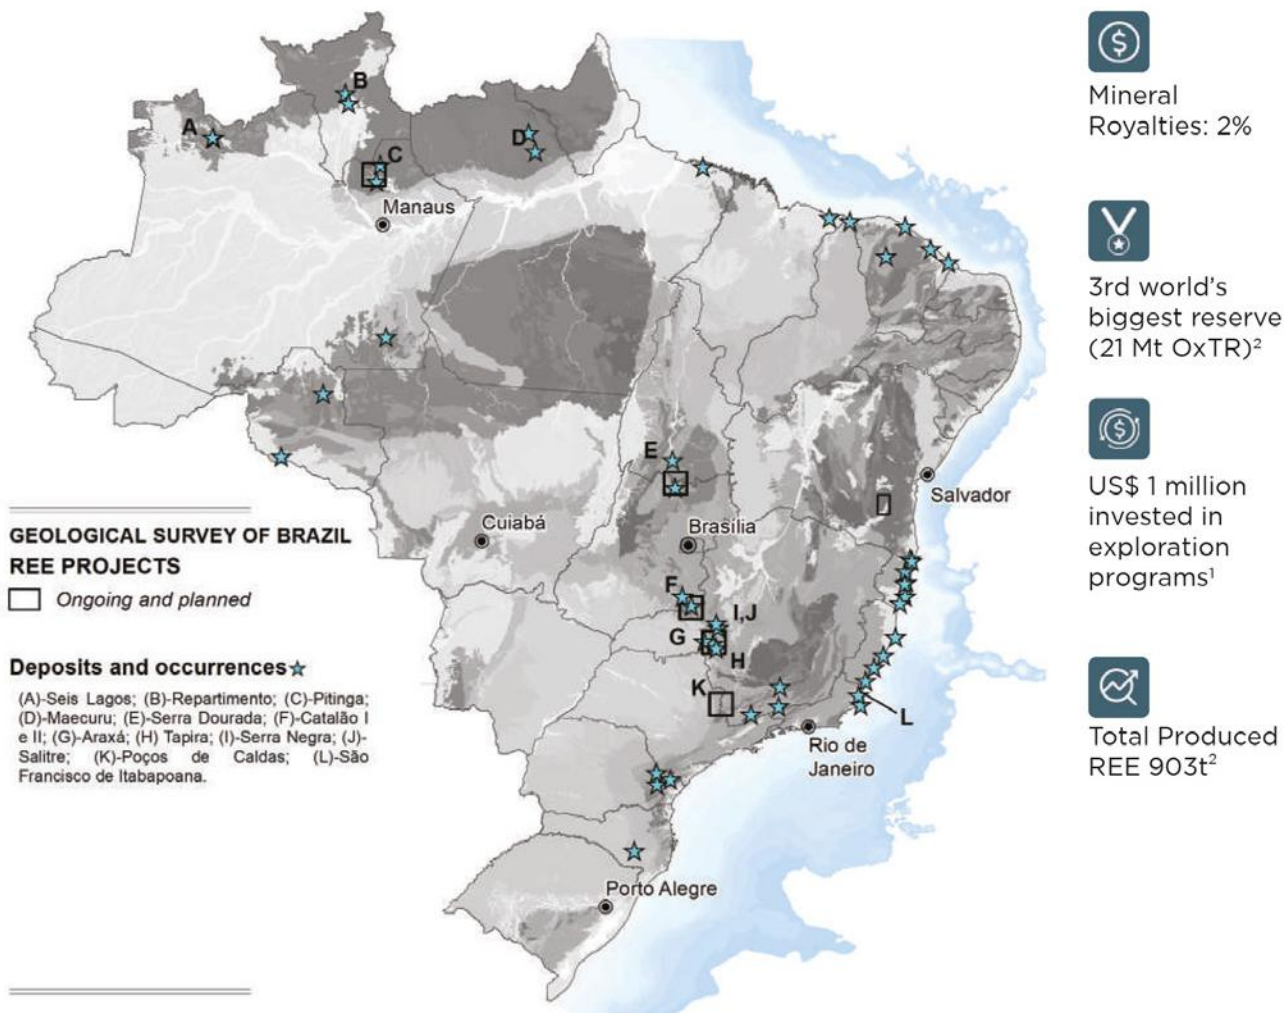 B
A
D
C
Manaus
E
Salvador
Cuiabá
Brasília
F
I,J
G
H
K
L
Rio de
Janeiro
Porto Alegre
GEOLOGICAL SURVEY OF BRAZIL
REE PROJECTS
Ongoing and planned
Deposits and occurrences
(A)-Seis Lagos; (B)-Repartimento; (C)-Pitinga;
(D)-Maecuru; (E)-Serra Dourada; (F)-Catalão I
e II; (G)-Araxá; (H) Tapira; (I)-Serra Negra; (J)-
Salitre; (K)-Poços de Caldas; (L)-São
Francisco de Itabapoana.
Mineral
Royalties: 2%
3rd world's
biggest reserve
(21 Mt OxTR)²
US$ 1 million
invested in
exploration
programs¹
Total Produced
REE 903t²